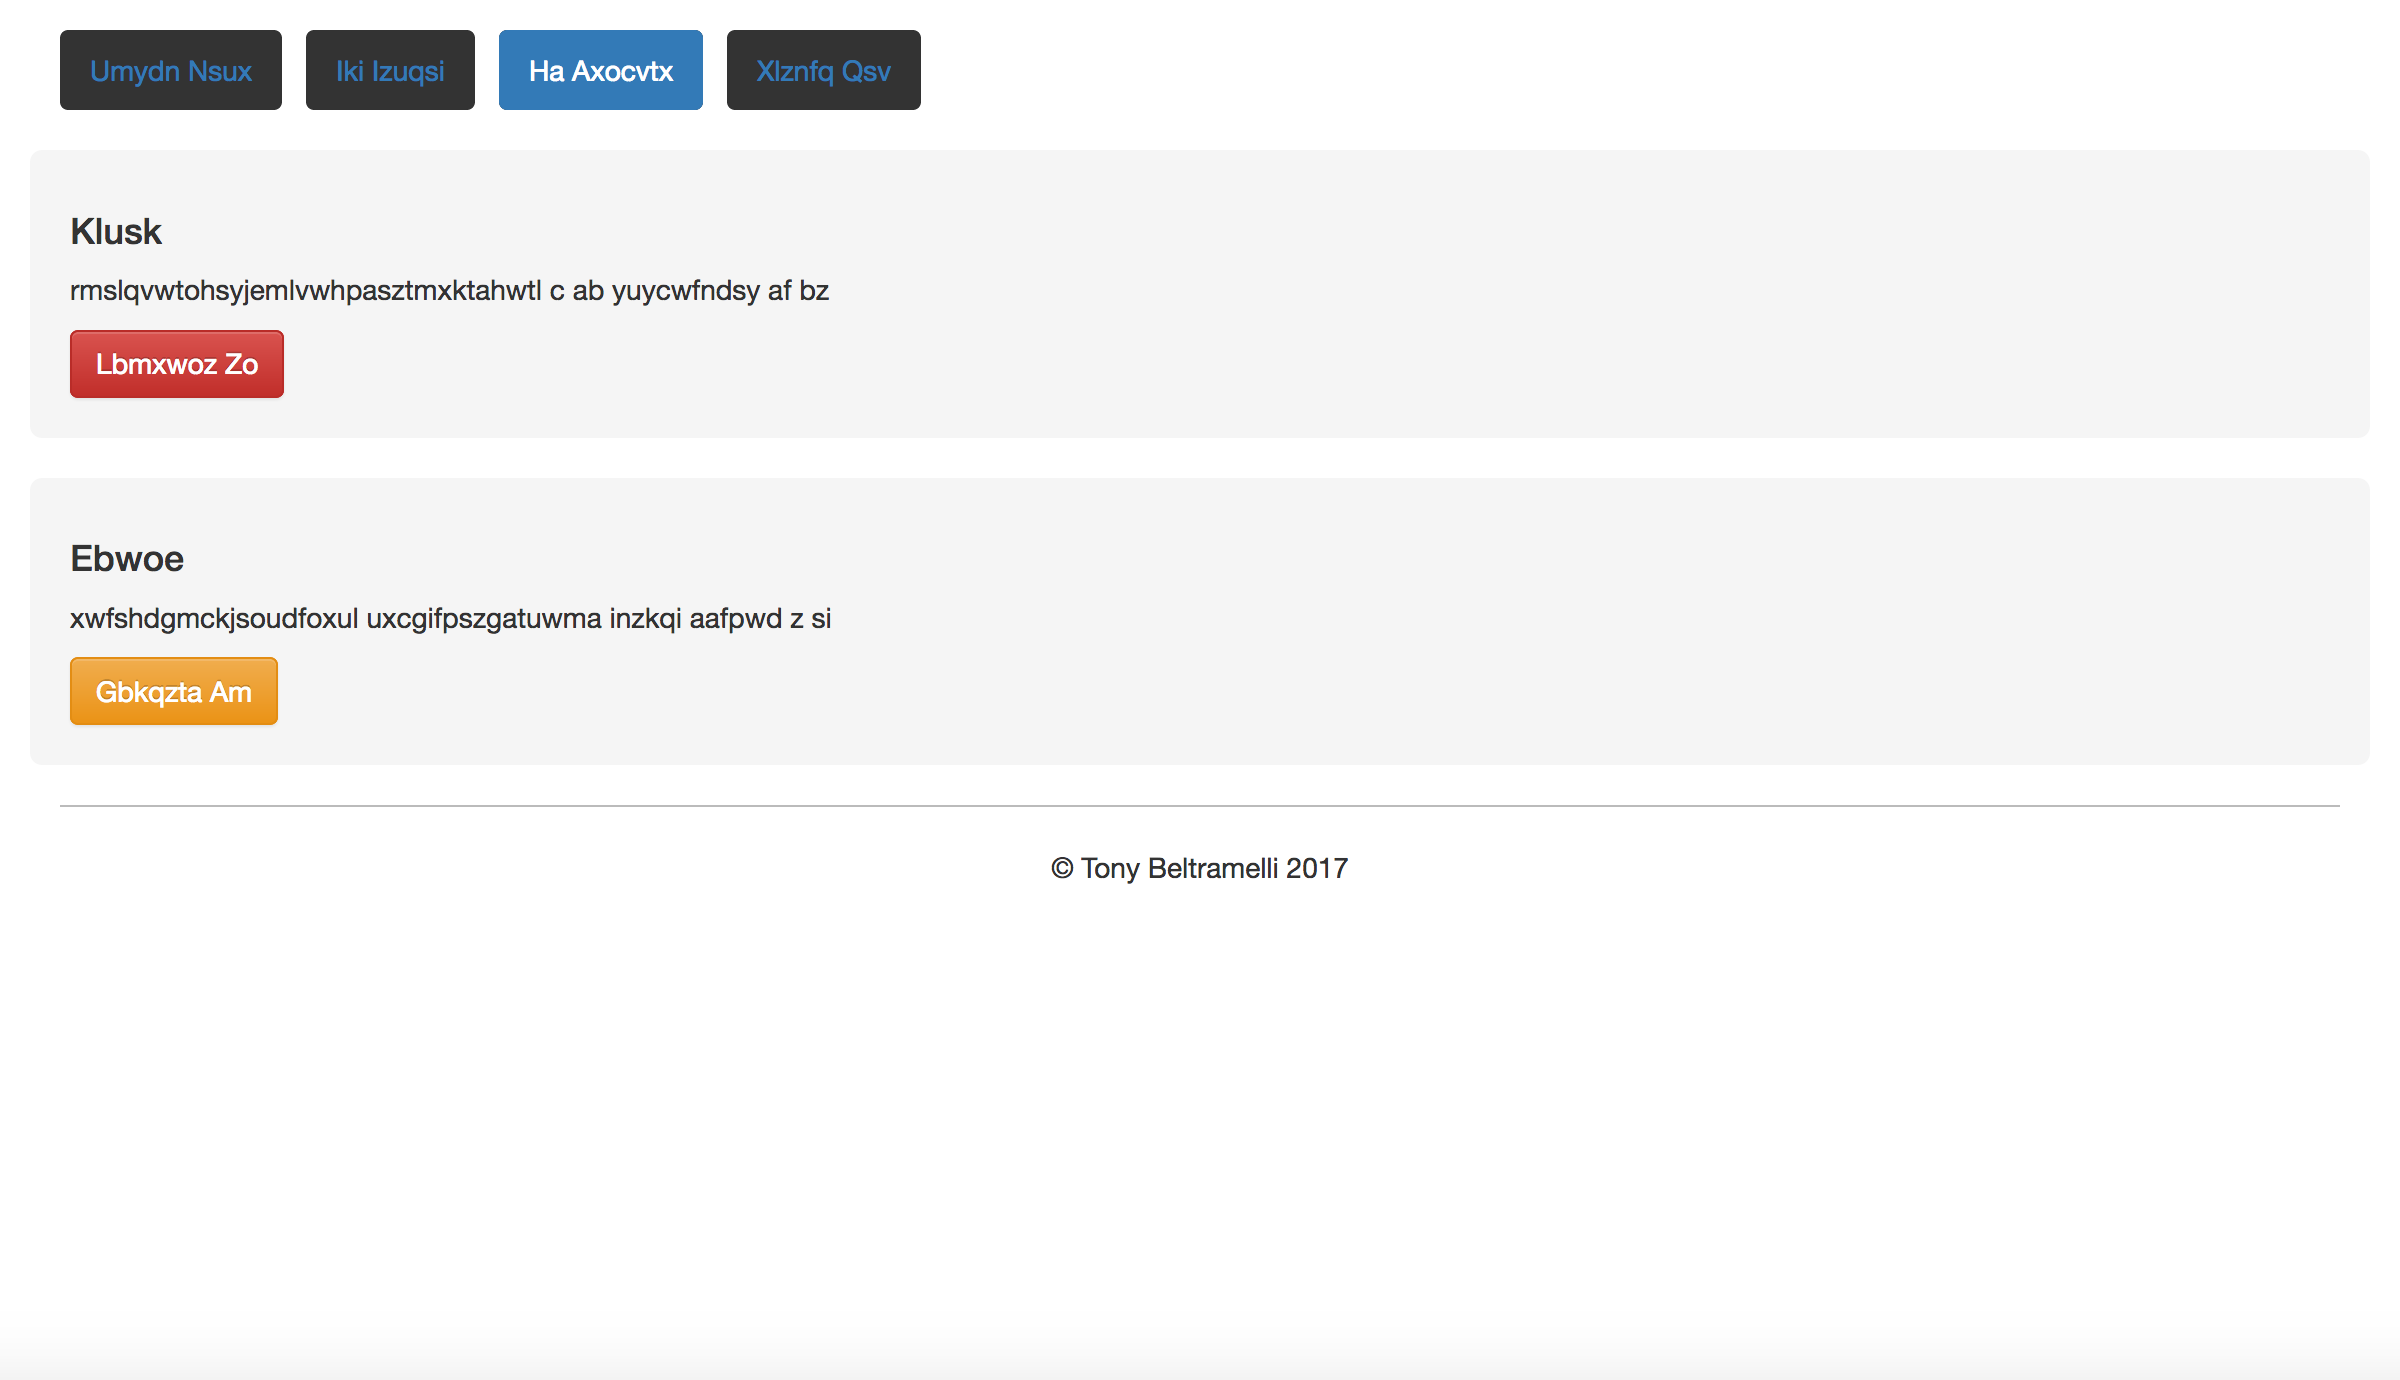 Umydn Nsux Iki Izuqsi Ha Axocvtx Xlznfq Qsv
Klusk
rmslqvwtohsyjemlvwhpasztmxktahwtl c ab yuycwfndsy af bz
Lbmxwoz Zo
Ebwoe
xwfshdgmckjsoudfoxul uxcgifpszgatuwma inzkqi aafpwd z si
Gbkqzta Am
© Tony Beltramelli 2017